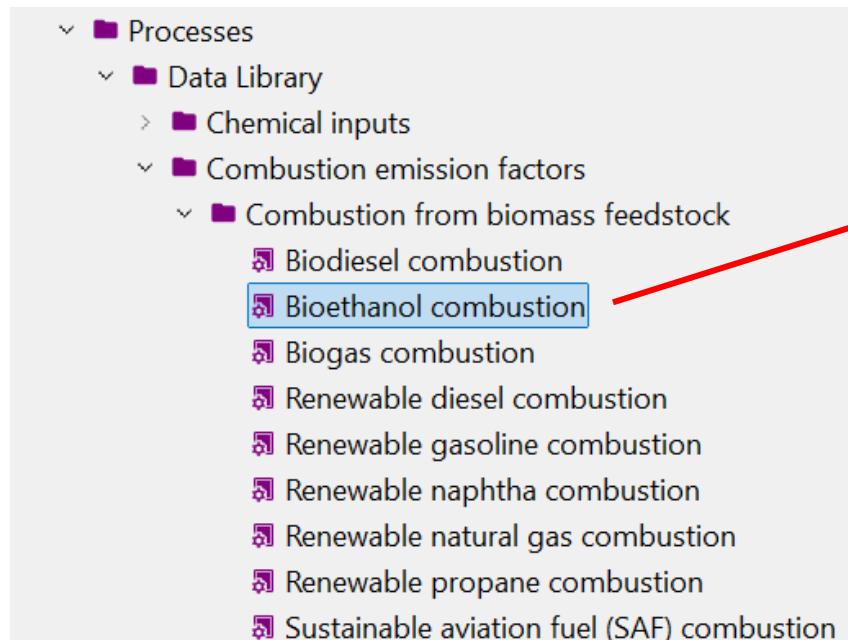 Processes
Data Library
Chemical inputs
Combustion emission factors
Combustion from biomass feedstock
Biodiesel combustion
Bioethanol combustion
Biogas combustion
Renewable diesel combustion
Renewable gasoline combustion
Renewable naphtha combustion
Renewable natural gas combustion
Renewable propane combustion
Sustainable aviation fuel (SAF) combustion